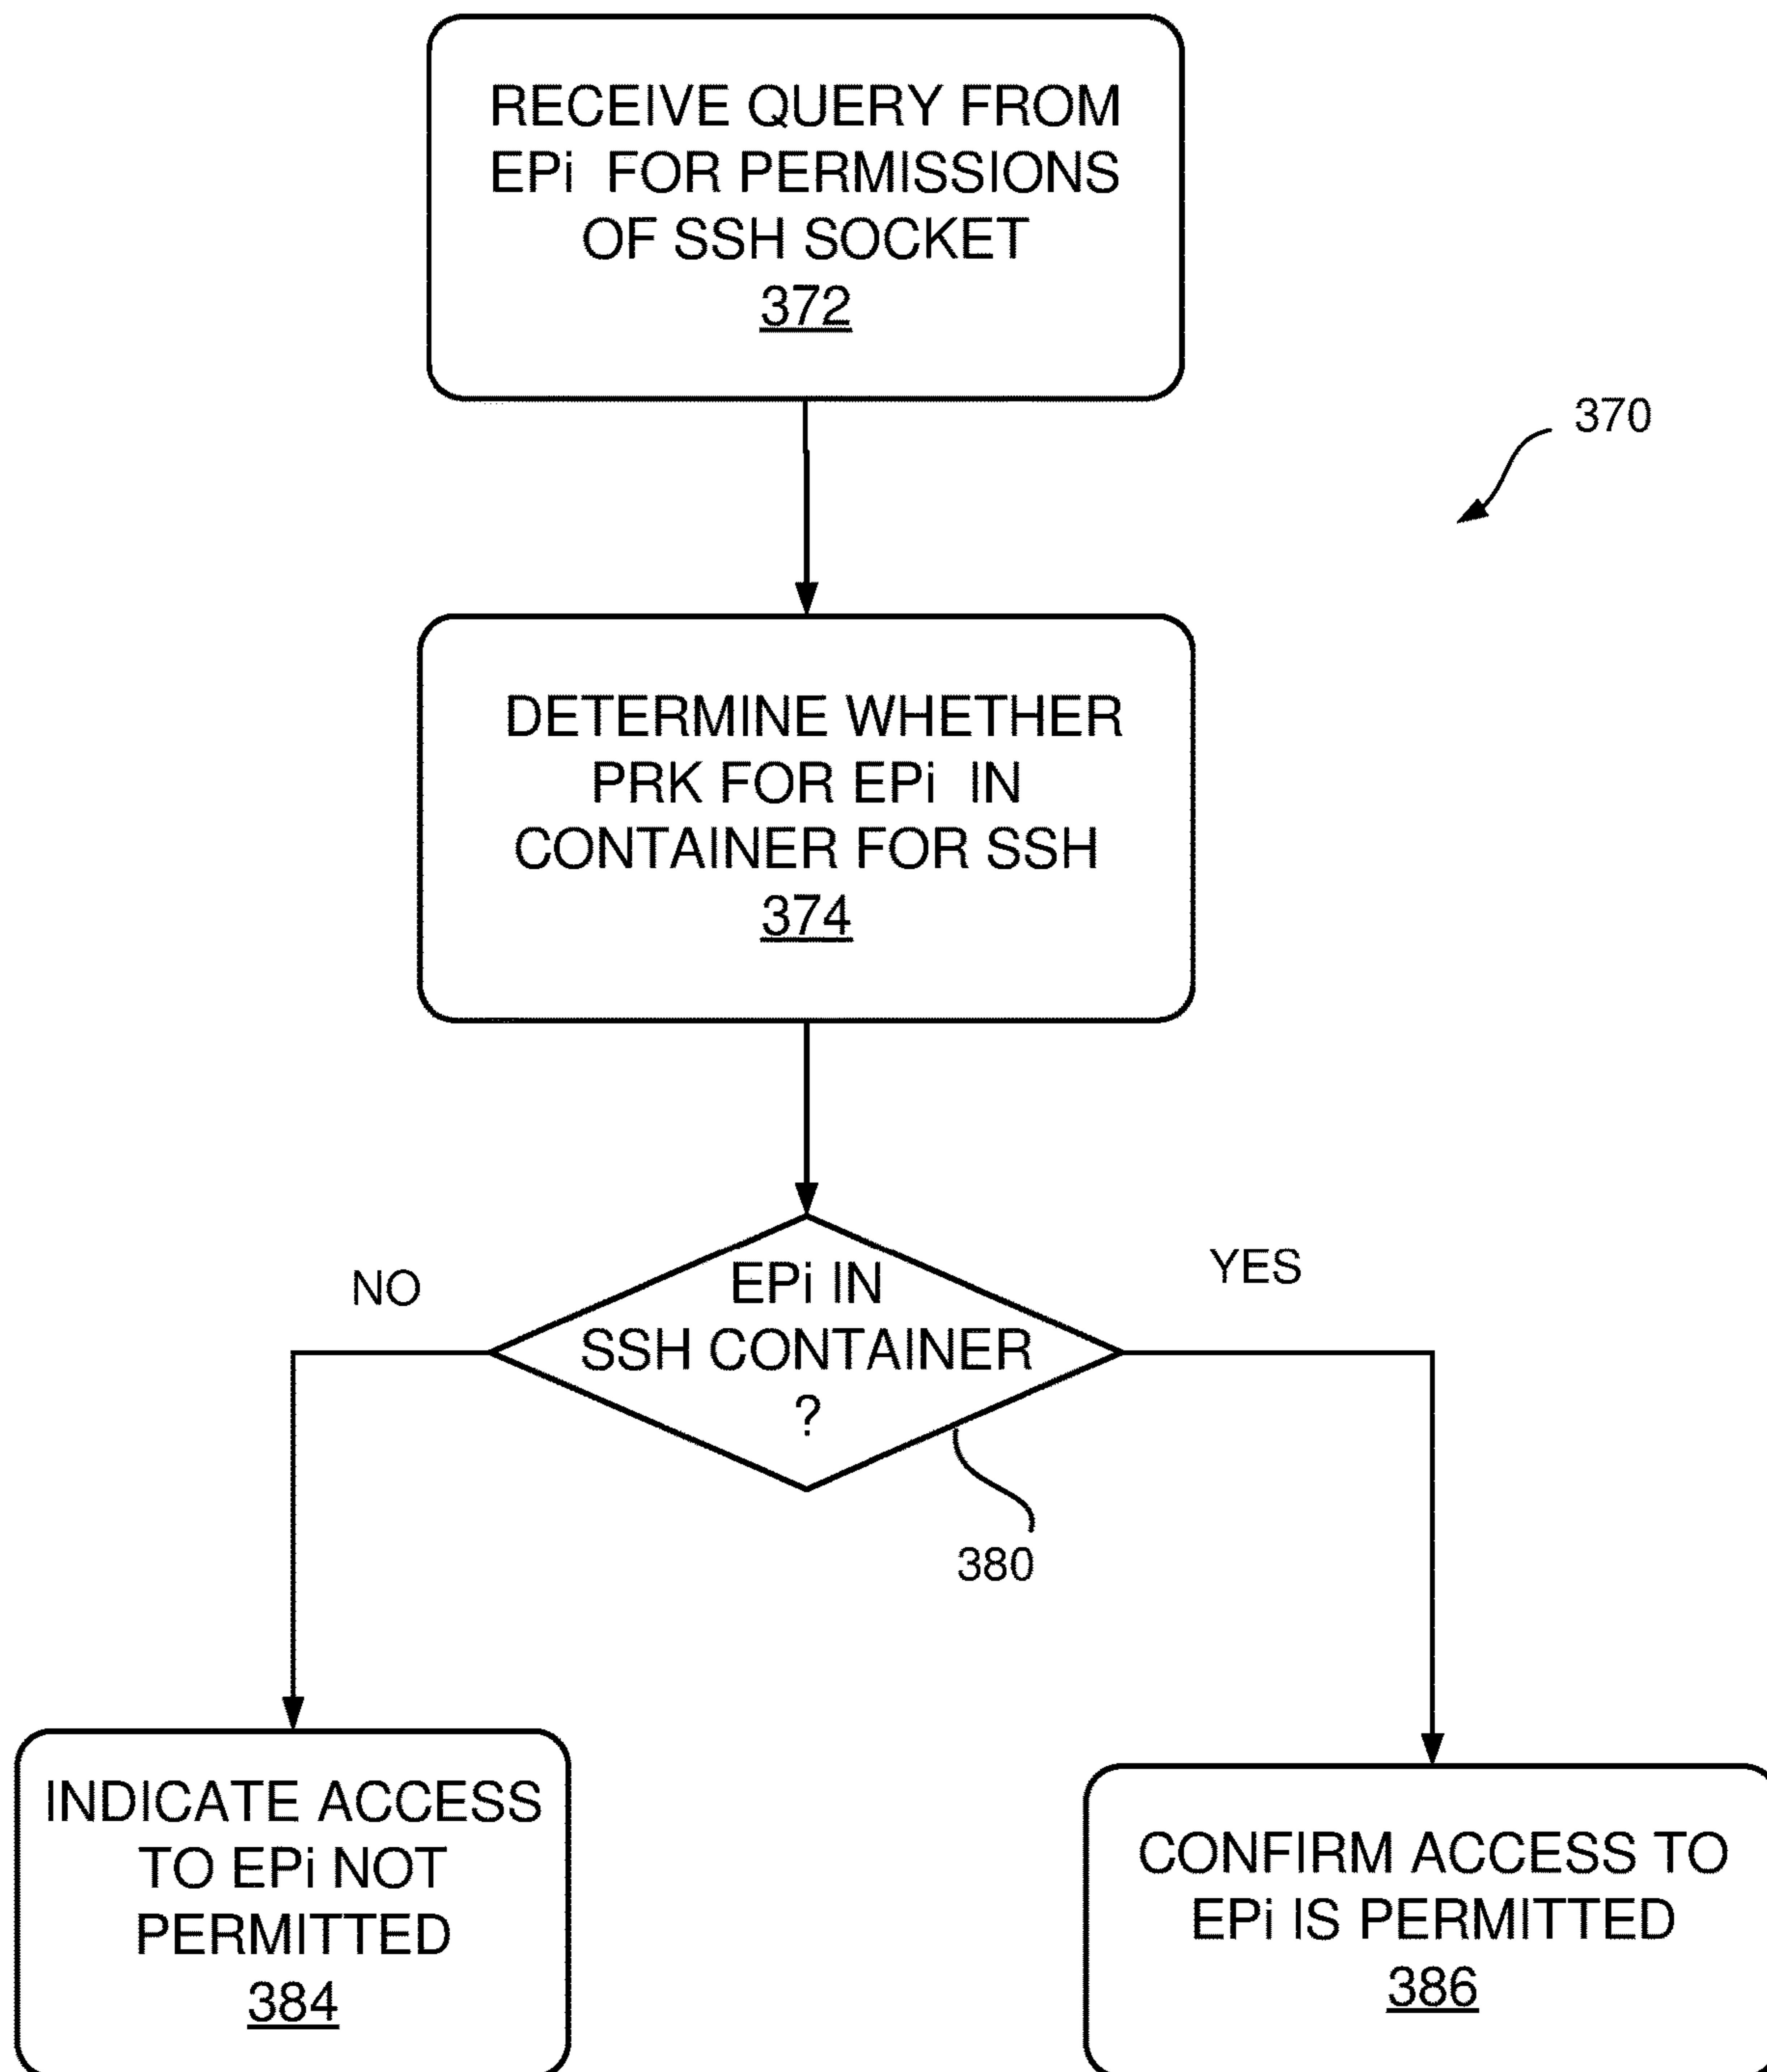 RECEIVE QUERY FROM
EPi FOR PERMISSIONS
OF SSH SOCKET
372
370
DETERMINE WHETHER
PRK FOR EPi IN
CONTAINER FOR SSH
374
NO
YES
EPi IN
SSH CONTAINER
?
380
INDICATE ACCESS
TO EPi NOT
PERMITTED
384
CONFIRM ACCESS TO
EPi IS PERMITTED
386